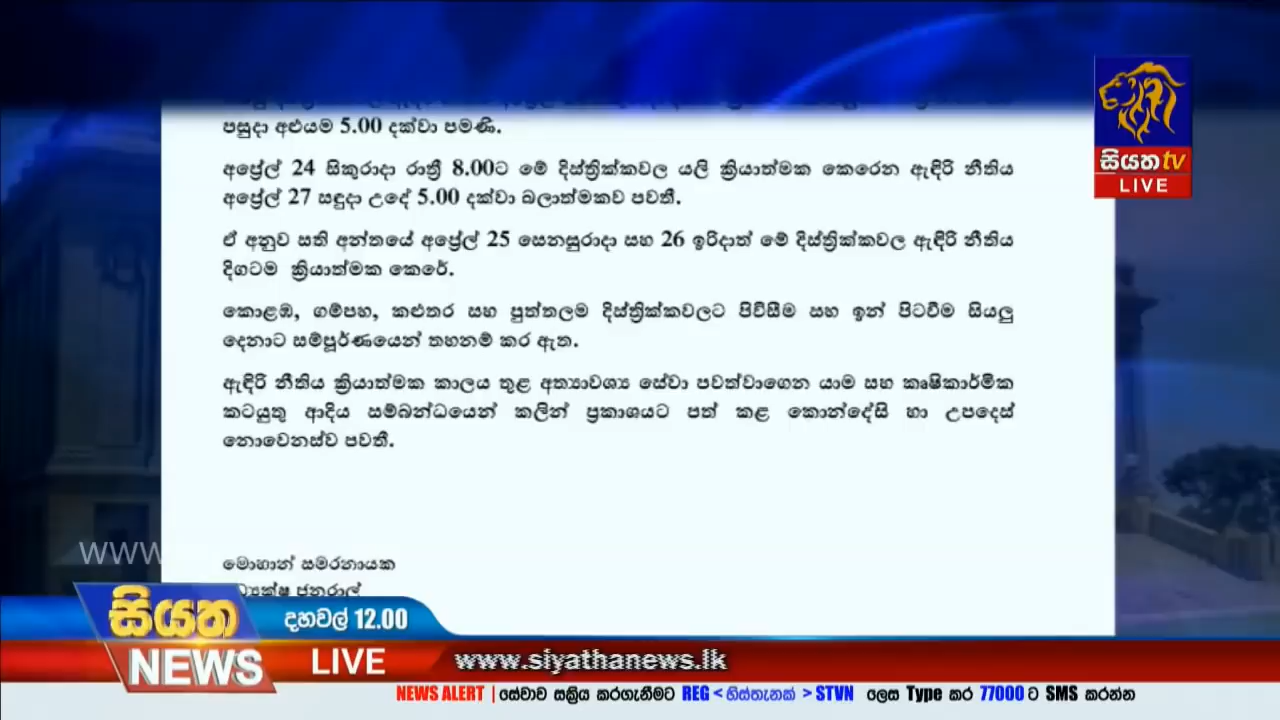 පසුදා අළුයම 5.00 දක්වා පමණි.
අප්‍රේල් 24 සිකුරාදා රාත්‍රී 8.00ට මේ දිස්ත්‍රික්කවල යලි ක්‍රියාත්මක කෙරෙන ඇඳිරි නීතිය
අප්‍රේල් 27 සඳුදා උදේ 5.00 දක්වා බලාත්මකව පවතී.
ඒ අනුව සති අන්තයේ අප්‍රේල් 25 සෙනසුරාදා සහ 26 ඉරිදාත් මේ දිස්ත්‍රික්කවල ඇඳිරි නීතිය
දිගටම ක්‍රියාත්මක කෙරේ.
කොළඹ, ගම්පහ, කළුතර සහ පුත්තලම දිස්ත්‍රික්කවලට පිවිසීම සහ ඉන් පිටවීම සියලු
දෙනාට සම්පූර්ණයෙන් තහනම් කර ඇත.
ඇඳිරි නීතිය ක්‍රියාත්මක කාලය තුළ අත්‍යාවශ්‍ය සේවා පවත්වාගෙන යාම සහ කෘෂිකාර්මික
කටයුතු ආදිය සම්බන්ධයෙන් කලින් ප්‍රකාශයට පත් කළ කොන්දේසි හා උපදෙස්
නොවෙනස්ව පවතී.
මොහාන් සමරනායක
ජනරාල්
සියත tv
LIVE
www.
සියත
NEWS
දහවල් 12.00
LIVE
www.siyathanews.lk
NEWS ALERT | සේවාව සක්‍රිය කරගැනීමට REG < හිස්තැනක් > STVN ලෙස Type කර 77000 ට SMS කරන්න